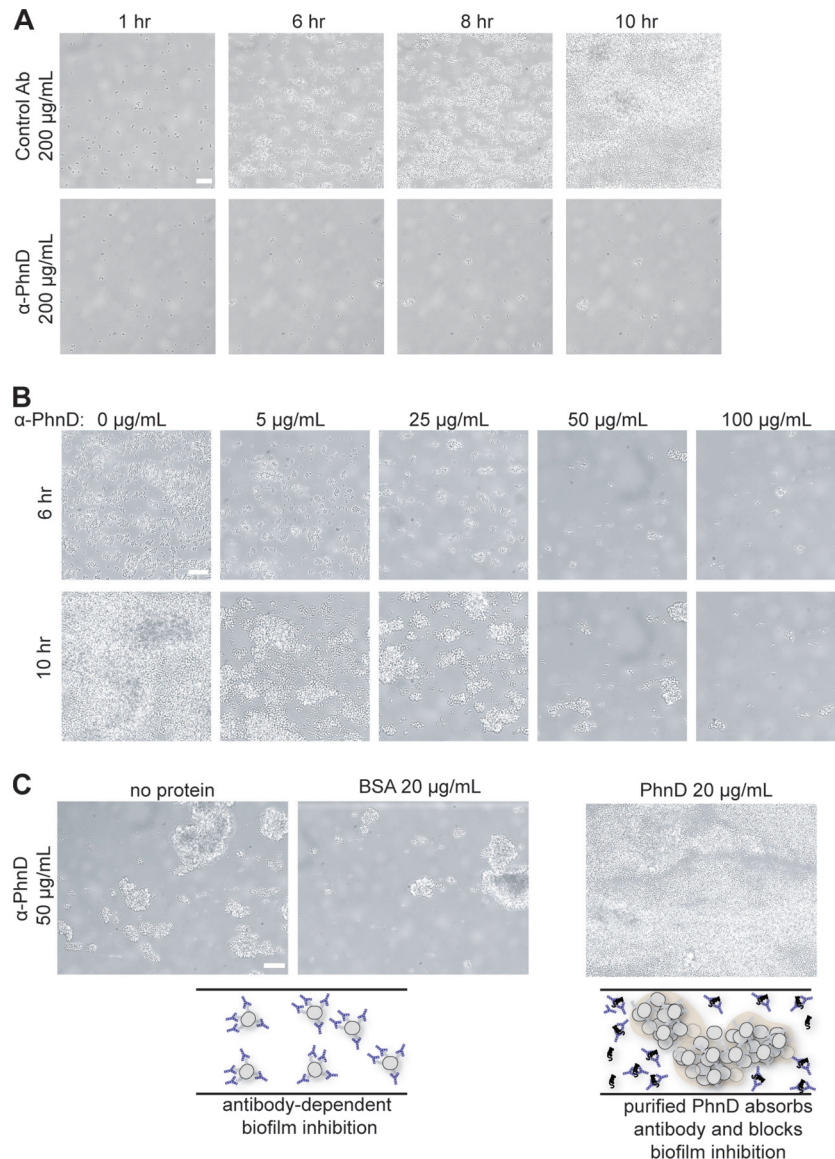 A
1 hr 6 hr 8 hr 10 hr
Control Ab
200 µg/mL
α-PhnD
200 µg/mL
B
α-PhnD: 0 µg/mL 5 µg/mL 25 µg/mL 50 µg/mL 100 µg/mL
6 hr
10 hr
C
no protein BSA 20 µg/mL PhnD 20 µg/mL
α-PhnD
50 µg/mL
antibody-dependent
biofilm inhibition
purified PhnD absorbs
antibody and blocks
biofilm inhibition